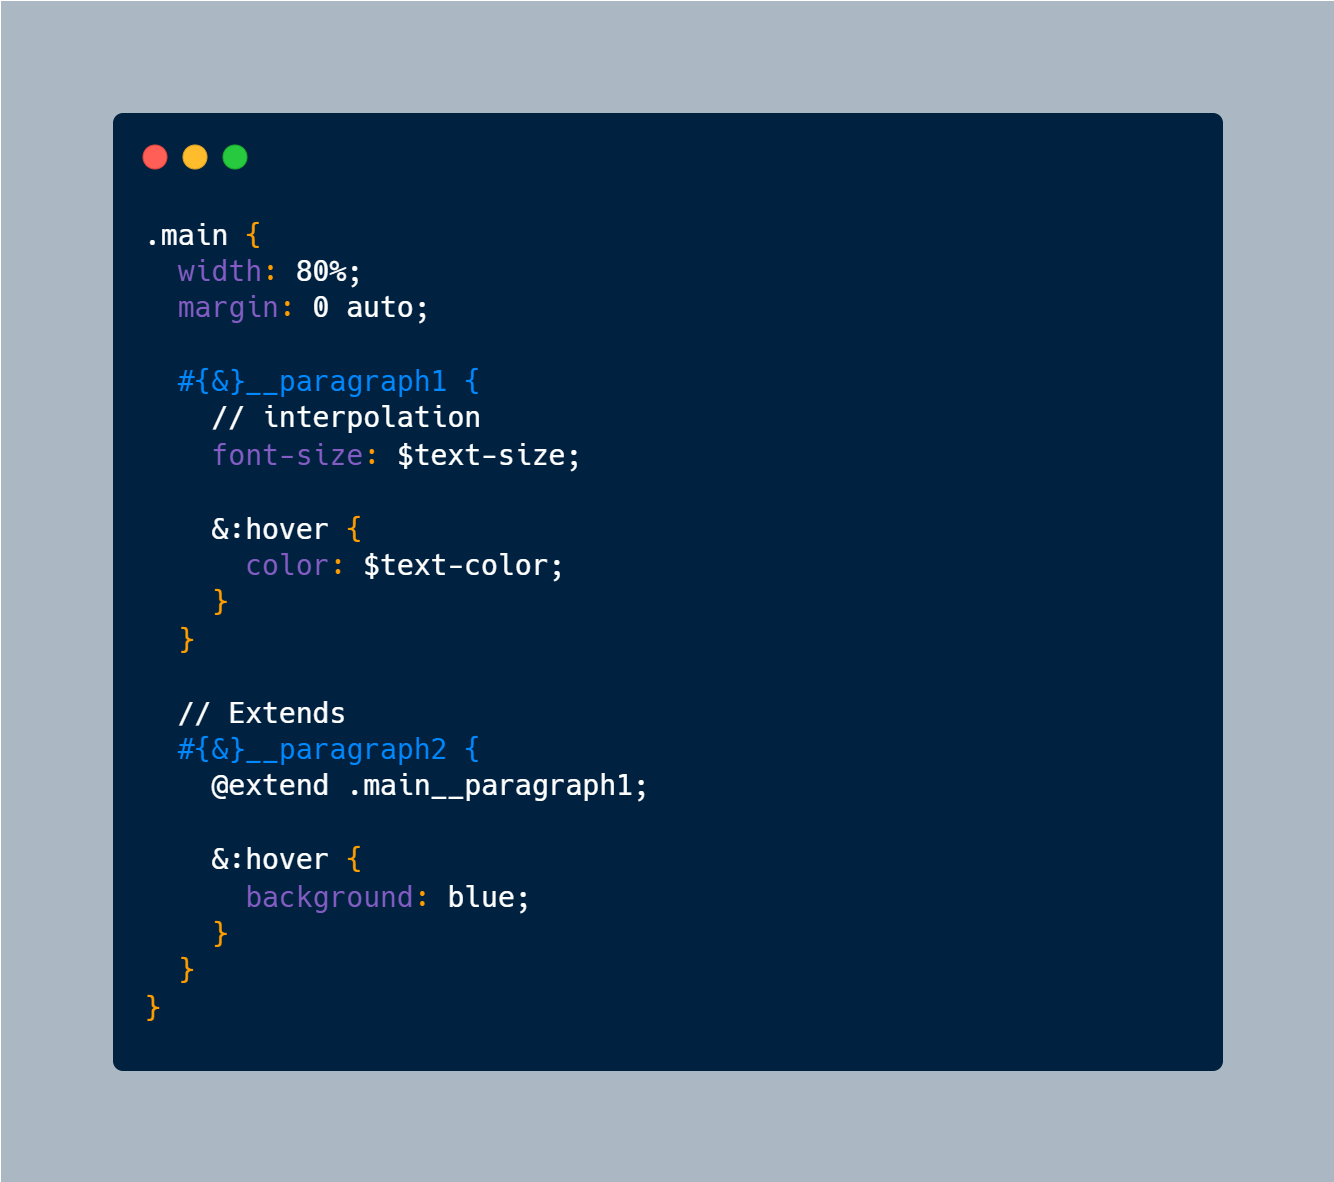 .main {
  width: 80%;
  margin: 0 auto;

  #{&}__paragraph1 {
    // interpolation
    font-size: $text-size;

    &:hover {
      color: $text-color;
    }
  }

  // Extends
  #{&}__paragraph2 {
    @extend .main__paragraph1;

    &:hover {
      background: blue;
    }
  }
}